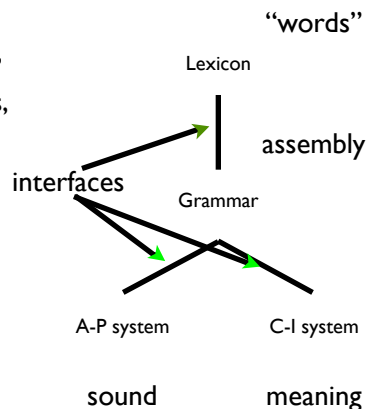 “words”
Lexicon
s,
assembly
interfaces
Grammar
A-P system
C-I system
sound
meaning